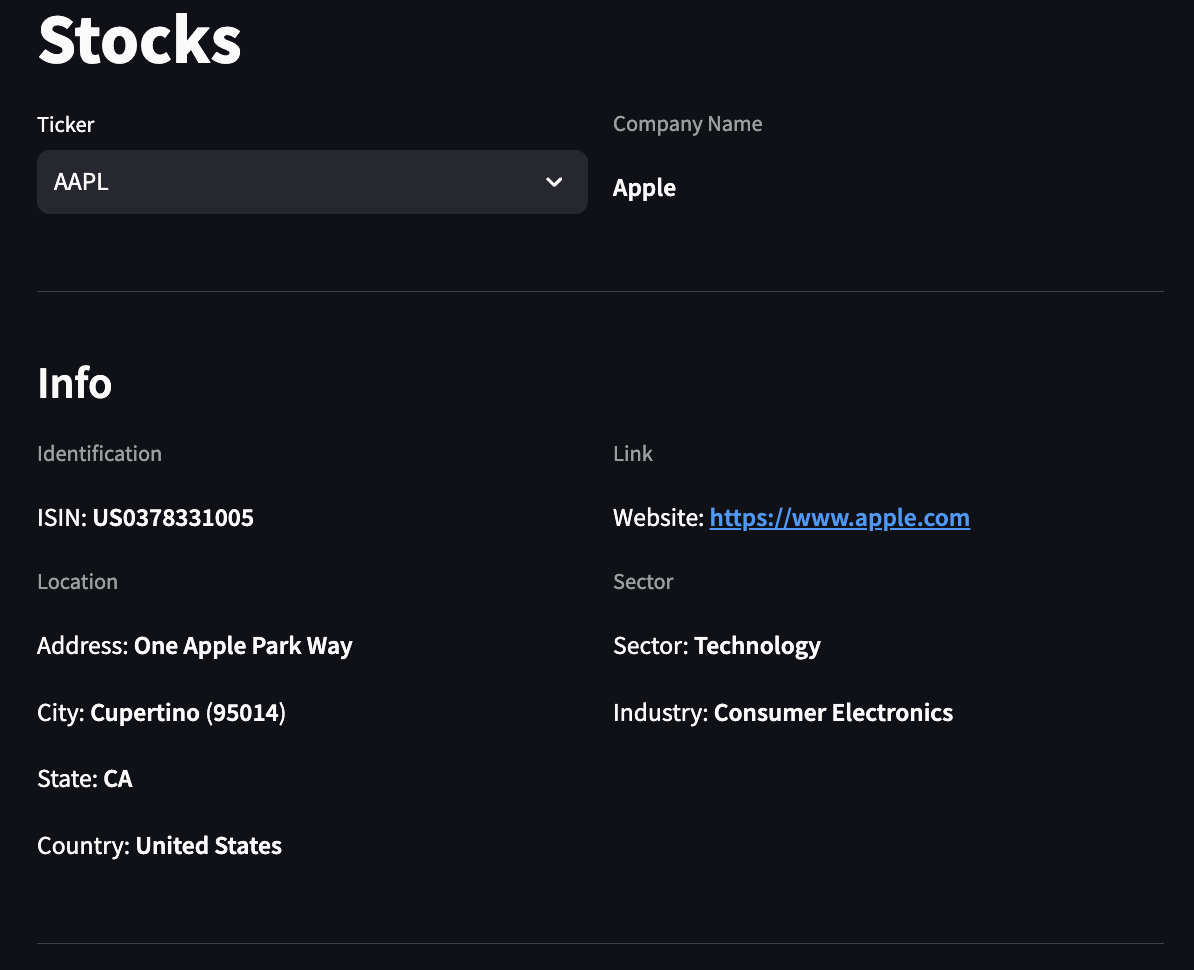 Stocks
Ticker
Company Name
AAPL
Apple
Info
Identification
Link
ISIN: US0378331005
Website: https://www.apple.com
Location
Sector
Address: One Apple Park Way
Sector: Technology
City: Cupertino (95014)
Industry: Consumer Electronics
State: CA
Country: United States